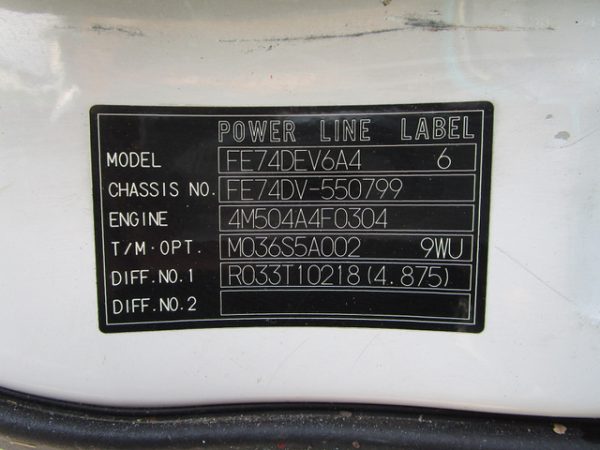 POWER LINE LABEL
MODEL FE74DEV6A4 6
CHASSIS NO. FE74DV-550799
ENGINE 4M504A4F0304
T/M·OPT. M036S5A002 9WU
DIFF.NO.1 R033T10218(4.875)
DIFF.NO.2